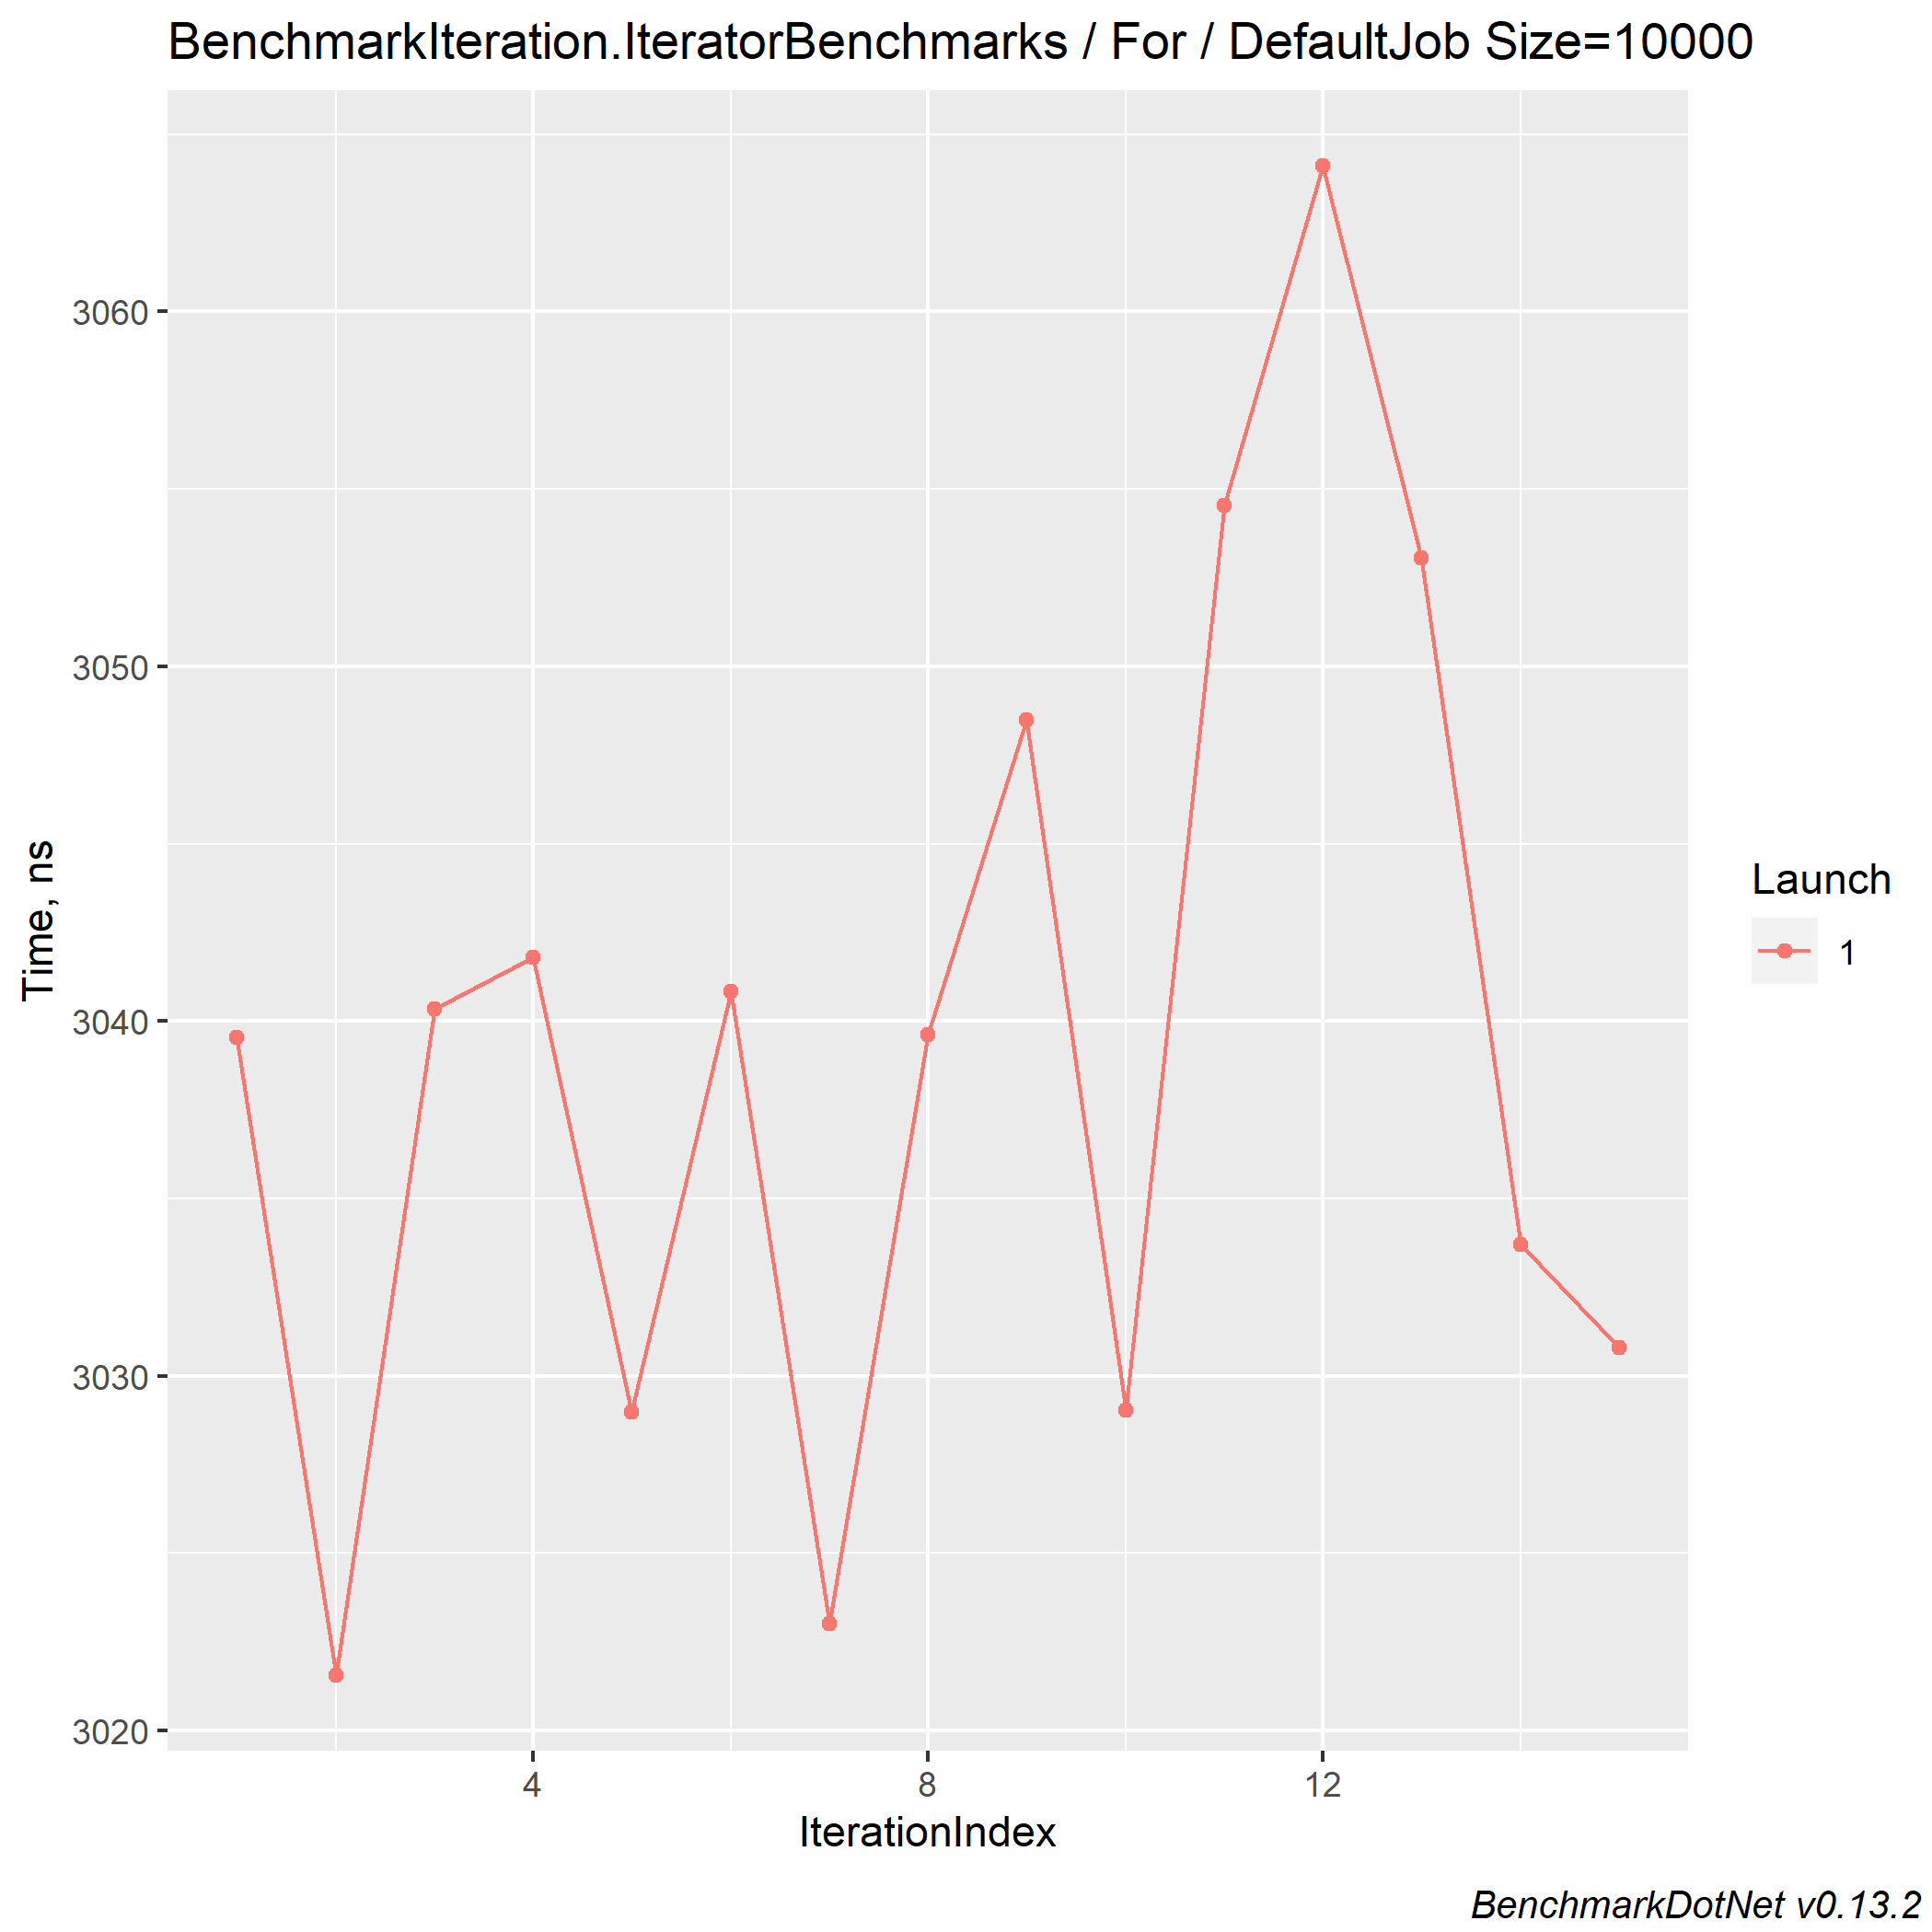 BenchmarkIteration.IteratorBenchmarks / For / DefaultJob Size=10000
3060
3050
3040
3030
3020
Time, ns
4 8 12
IterationIndex
Launch
1
BenchmarkDotNet v0.13.2